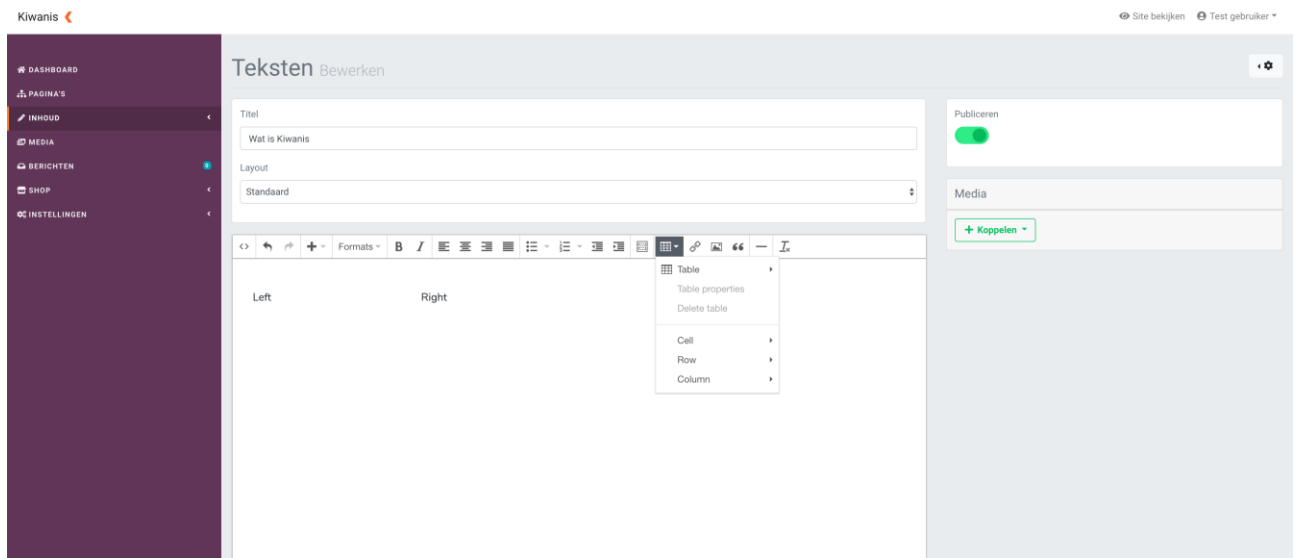 Kiwanis
Site bekijken Test gebruiker
DASHBOARD
PAGINA'S
INHOUD
MEDIA
BERICHTEN 0
SHOP
INSTELLINGEN
Teksten Bewerken
Titel
Wat is Kiwanis
Layout
Standaard
Formats B I
Table
Table properties
Delete table
Cell
Row
Column
Left Right
Publiceren
Media
+ Koppelen